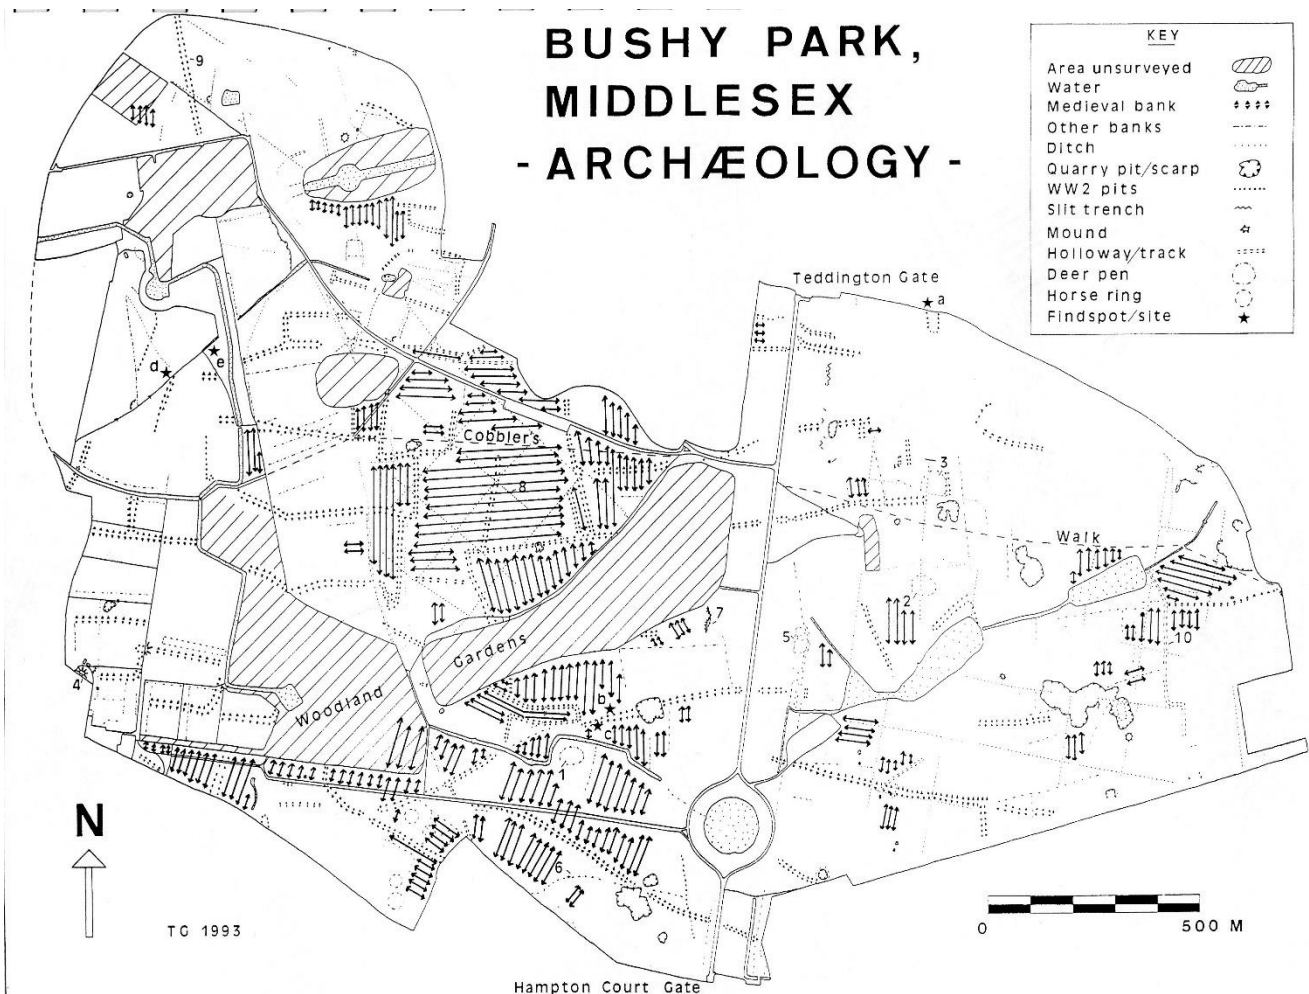 BUSHY PARK,
MIDDLESEX
- ARCHÆOLOGY -
KEY
Area unsurveyed
Water
Medieval bank
Other banks
Ditch
Quarry pit/scarp
WW2 pits
Slit trench
Mound
Holloway/track
Deer pen
Horse ring
Findspot/site
9
Teddington Gate
a
e
d
Cobbler's
8
3
Walk
2
7
5
10
Gardens
Woodland
4
b
c
1
6
N
TG 1993
0
500 M
Hampton Court Gate